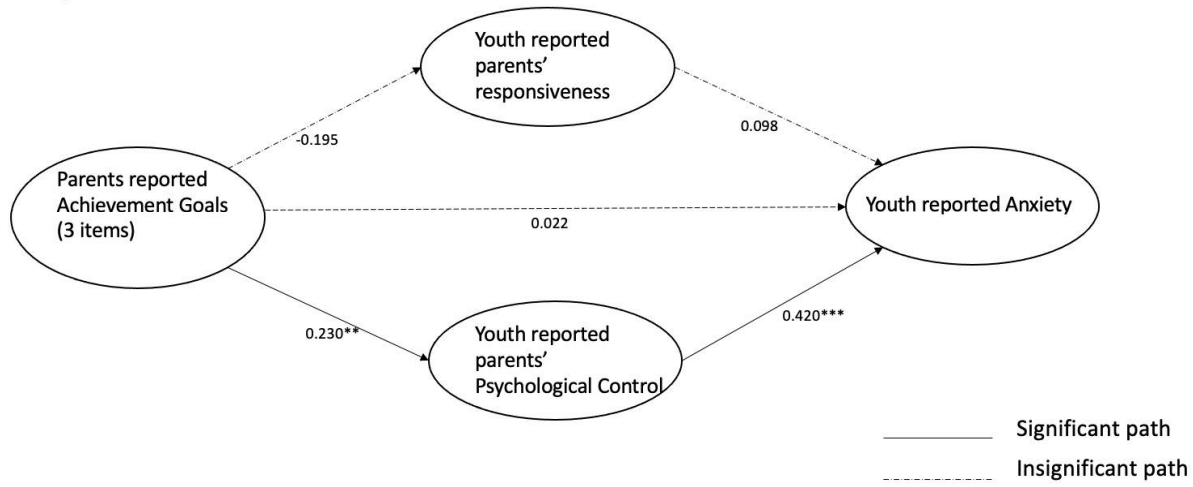 Youth reported
parents'
responsiveness
-0.195
0.098
Parents reported
Achievement Goals
(3 items)
Youth reported Anxiety
0.022
0.230**
Youth reported
parents'
Psychological Control
0.420***
Significant path
Insignificant path